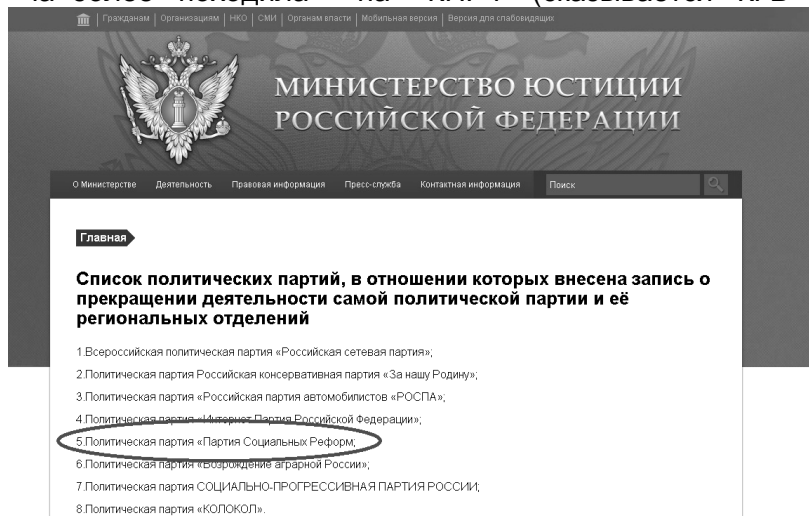 Гражданам | Организациям | НКО | СМИ | Органам власти | Мобильная версия | Версия для слабовидящих
МИНИСТЕРСТВО ЮСТИЦИИ
РОССИЙСКОЙ ФЕДЕРАЦИИ
О Министерстве Деятельность Правовая информация Пресс-служба Контактная информация Поиск
Главная
Список политических партий, в отношении которых внесена запись о
прекращении деятельности самой политической партии и её
региональных отделений
1.Всероссийская политическая партия «Российская сетевая партия»;
2.Политическая партия Российская консервативная партия «За нашу Родину»;
3.Политическая партия «Российская партия автомобилистов «РОСПА»;
4.Политическая партия «Интернет Партия Российской Федерации»;
5.Политическая партия «Партия Социальных Реформ;
6.Политическая партия «Возрождение аграрной России»;
7.Политическая партия СОЦИАЛЬНО-ПРОГРЕССИВНАЯ ПАРТИЯ РОССИИ;
8.Политическая партия «КОЛОКОЛ».